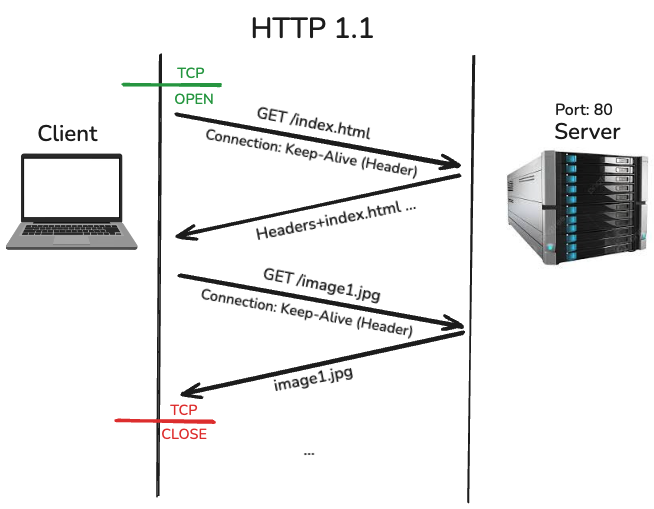 HTTP 1.1
TCP
OPEN
Client
Port: 80
Server
GET /index.html
Connection: Keep-Alive (Header)
Headers+index.html ...
GET /image1.jpg
Connection: Keep-Alive (Header)
image1.jpg
TCP
CLOSE
...